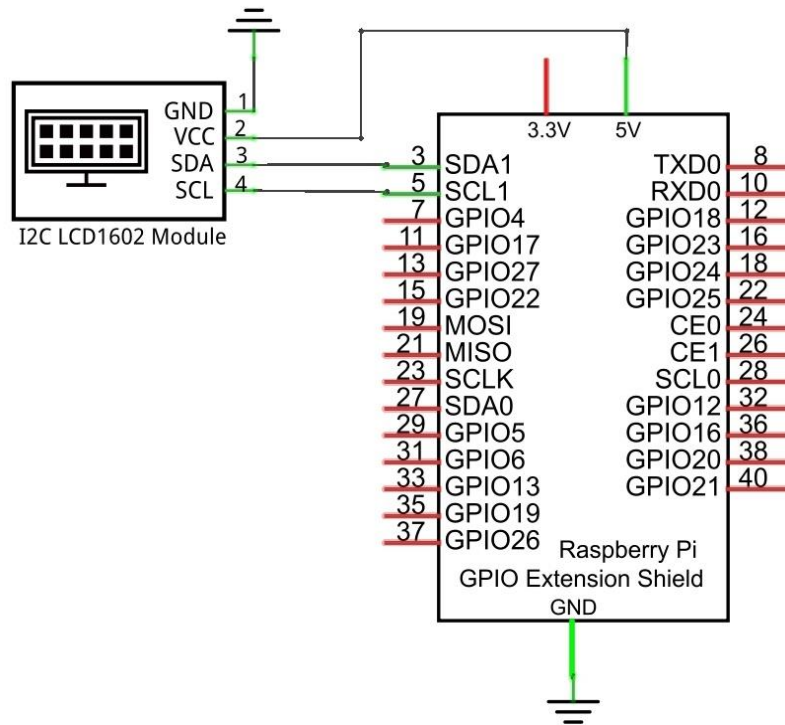 GND 1
VCC 2
SDA 3
SCL 4
I2C LCD1602 Module
3.3V 5V
3 SDA1 TXD0 8
5 SCL1 RXD0 10
7 GPIO4 GPIO18 12
11 GPIO17 GPIO23 16
13 GPIO27 GPIO24 18
15 GPIO22 GPIO25 22
19 MOSI CE0 24
21 MISO CE1 26
23 SCLK SCL0 28
27 SDA0 GPIO12 32
29 GPIO5 GPIO16 36
31 GPIO6 GPIO20 38
33 GPIO13 GPIO21 40
35 GPIO19
37 GPIO26
Raspberry Pi
GPIO Extension Shield
GND